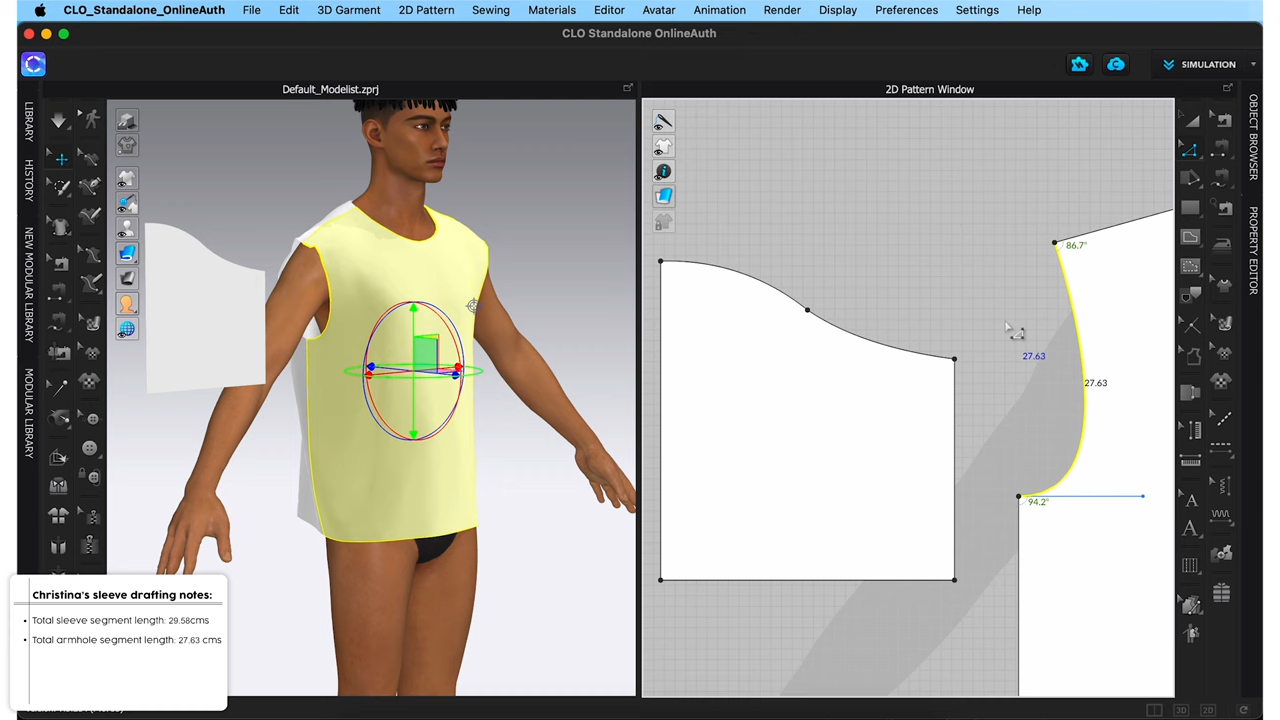 CLO_Standalone_OnlineAuth File Edit 3D Garment 2D Pattern Sewing Materials Editor Avatar Animation Render Display Preferences Settings Help
CLO Standalone OnlineAuth
SIMULATION
Default_Modelist.zprj
2D Pattern Window
LIBRARY
HISTORY
NEW MODULAR LIBRARY
MODULAR LIBRARY
OBJECT BROWSER
PROPERTY EDITOR
86.7°
27.63
27.63
94.2°
A
A
Christina's sleeve drafting notes:
• Total sleeve segment length: 29.58cms
• Total armhole segment length: 27.63 cms
3D
2D